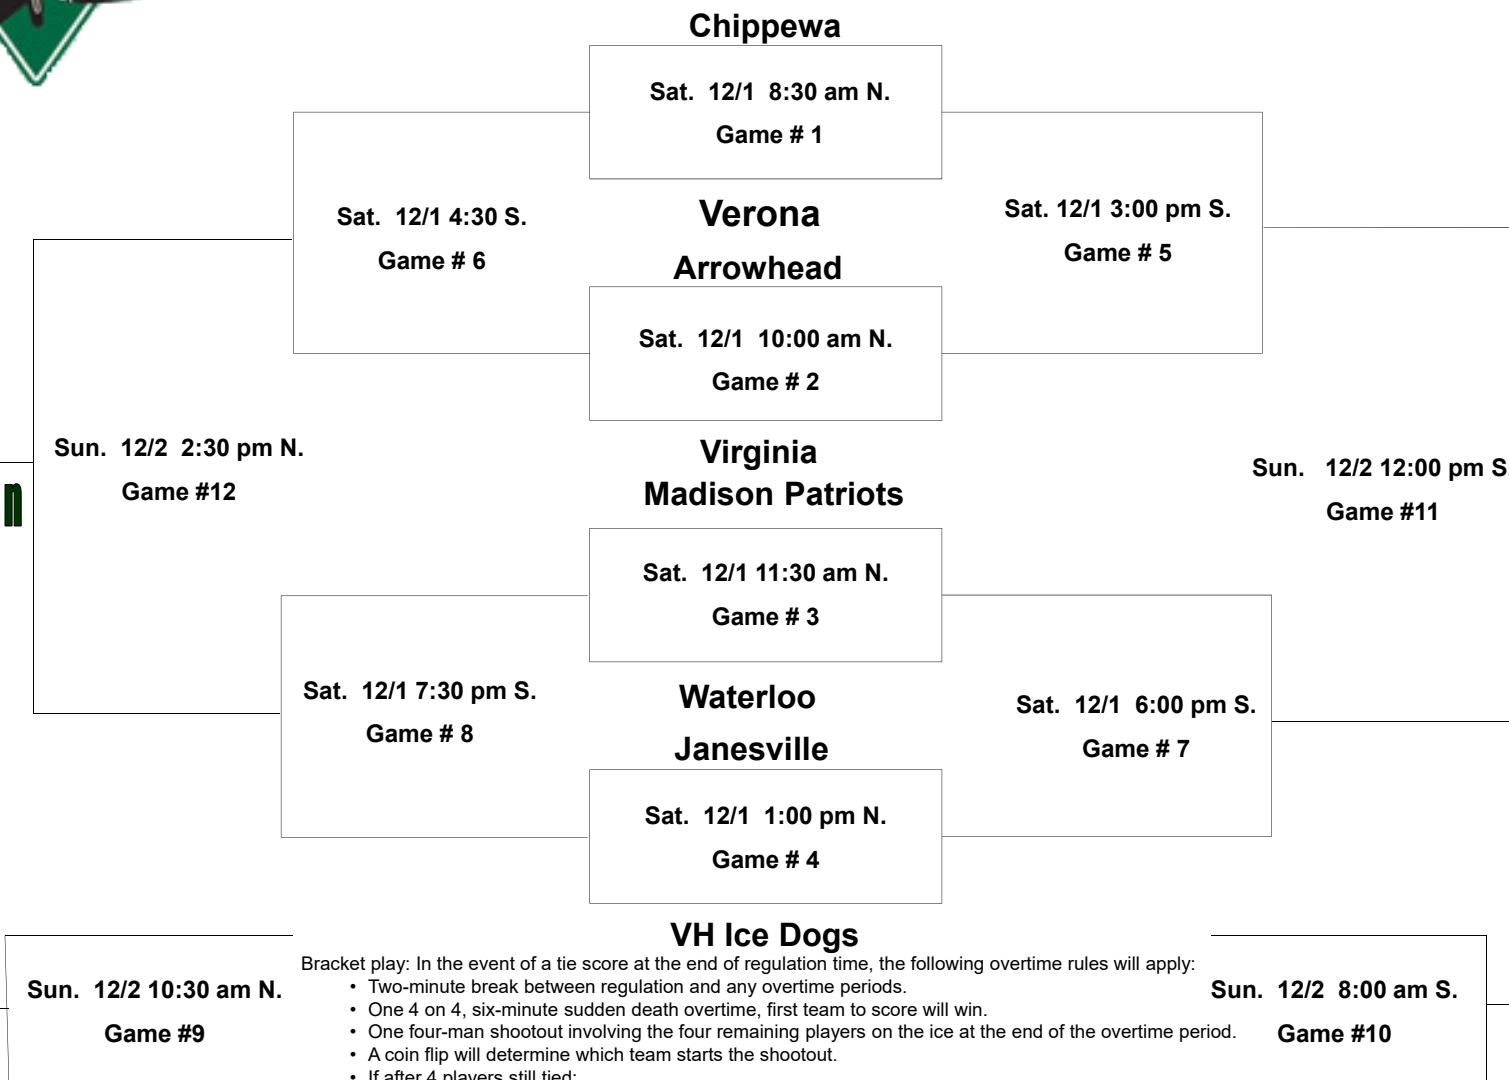 Chippewa
Sat. 12/1 8:30 am N.
Game # 1
Sat. 12/1 4:30 S.
Game # 6
Verona
Arrowhead
Sat. 12/1 3:00 pm S.
Game # 5
Sat. 12/1 10:00 am N.
Game # 2
Sun. 12/2 2:30 pm N.
Game #12
n
Virginia
Madison Patriots
Sun. 12/2 12:00 pm S
Game #11
Sat. 12/1 11:30 am N.
Game # 3
Sat. 12/1 7:30 pm S.
Game # 8
Waterloo
Janesville
Sat. 12/1 6:00 pm S.
Game # 7
Sat. 12/1 1:00 pm N.
Game # 4
VH Ice Dogs
Sun. 12/2 10:30 am N.
Game #9
Bracket play: In the event of a tie score at the end of regulation time, the following overtime rules will apply:
• Two-minute break between regulation and any overtime periods.
• One 4 on 4, six-minute sudden death overtime, first team to score will win.
• One four-man shootout involving the four remaining players on the ice at the end of the overtime period.
• A coin flip will determine which team starts the shootout.
• If after 4 players still tied:
Sun. 12/2 8:00 am S.
Game #10